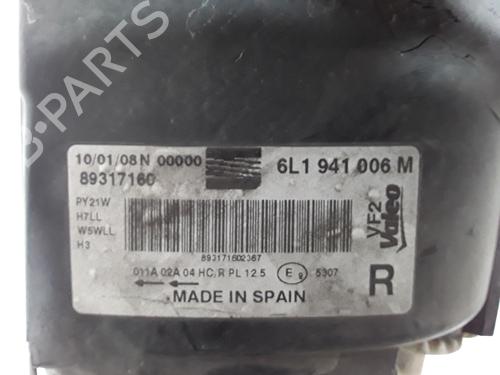 B-PARTS
10/01/08 N 00000
6L1 941 006 M
89317160
PY21W
H7LL
W5WLL
H3
VF2
Valeo
893171602367
011A 02A 04 HC, R PL 12.5 E 9 5307
R
MADE IN SPAIN